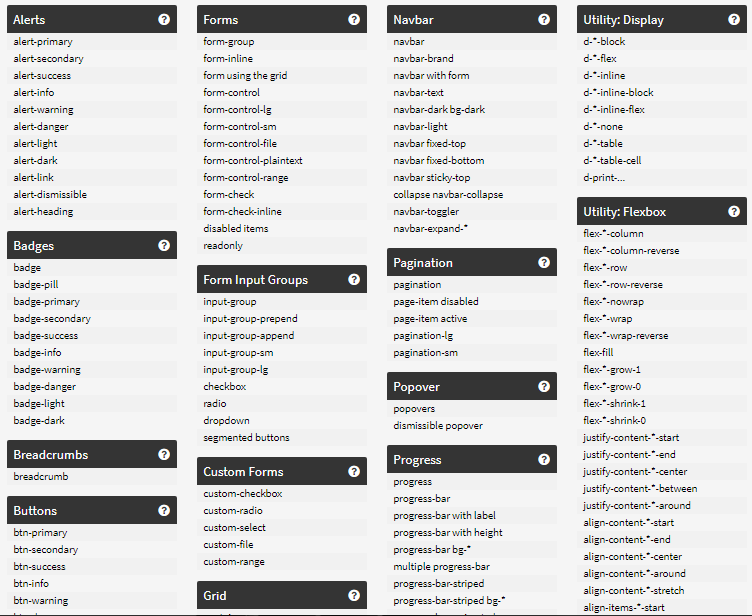 Alerts
alert-primary
alert-secondary
alert-success
alert-info
alert-warning
alert-danger
alert-light
alert-dark
alert-link
alert-dismissible
alert-heading
Badges
badge
badge-pill
badge-primary
badge-secondary
badge-success
badge-info
badge-warning
badge-danger
badge-light
badge-dark
Breadcrumbs
breadcrumb
Buttons
btn-primary
btn-secondary
btn-success
btn-info
btn-warning
Forms
form-group
form-inline
form using the grid
form-control
form-control-lg
form-control-sm
form-control-file
form-control-plaintext
form-control-range
form-check
form-check-inline
disabled items
readonly
Form Input Groups
input-group
input-group-prepend
input-group-append
input-group-sm
input-group-lg
checkbox
radio
dropdown
segmented buttons
Custom Forms
custom-checkbox
custom-radio
custom-select
custom-file
custom-range
Grid
Navbar
navbar
navbar-brand
navbar with form
navbar-text
navbar-dark bg-dark
navbar-light
navbar fixed-top
navbar fixed-bottom
navbar sticky-top
collapse navbar-collapse
navbar-toggler
navbar-expand-*
Pagination
pagination
page-item disabled
page-item active
pagination-lg
pagination-sm
Popover
popovers
dismissible popover
Progress
progress
progress-bar
progress-bar with label
progress-bar with height
progress-bar bg-*
multiple progress-bar
progress-bar-striped
progress-bar-striped bg-*
Utility: Display
d-*-block
d-*-flex
d-*-inline
d-*-inline-block
d-*-inline-flex
d-*-none
d-*-table
d-*-table-cell
d-print-...
Utility: Flexbox
flex-*-column
flex-*-column-reverse
flex-*-row
flex-*-row-reverse
flex-*-nowrap
flex-*-wrap
flex-*-wrap-reverse
flex-fill
flex-*-grow-1
flex-*-grow-0
flex-*-shrink-1
flex-*-shrink-0
justify-content-*-start
justify-content-*-end
justify-content-*-center
justify-content-*-between
justify-content-*-around
align-content-*-start
align-content-*-end
align-content-*-center
align-content-*-around
align-content-*-stretch
align-items-*-start